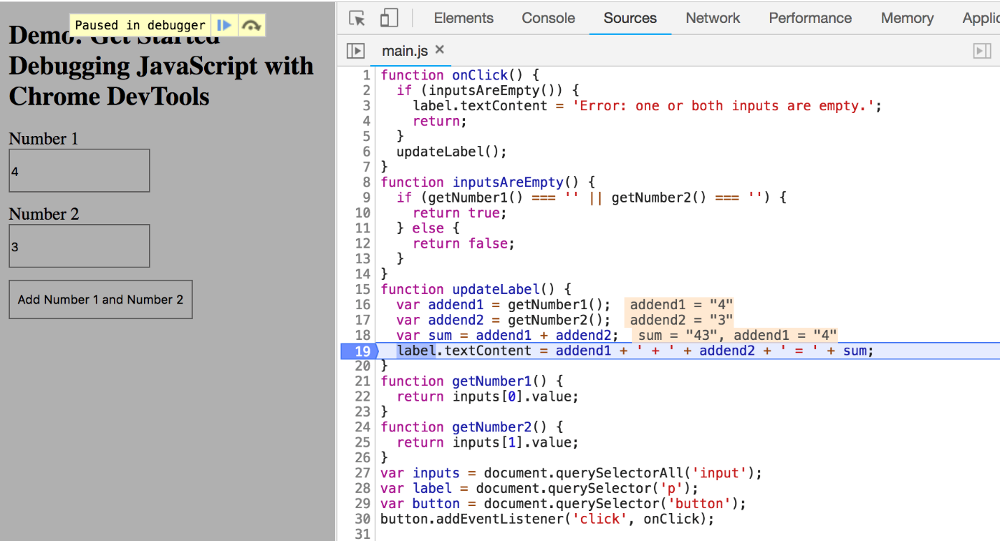 Paused in debugger
Demo: Get Started
Debugging JavaScript with
Chrome DevTools
Number 1
4
Number 2
3
Add Number 1 and Number 2
Elements Console Sources Network Performance Memory Applic
main.js ×
1 function onClick() {
2   if (inputsAreEmpty()) {
3     label.textContent = 'Error: one or both inputs are empty.';
4     return;
5   }
6   updateLabel();
7 }
8 function inputsAreEmpty() {
9   if (getNumber1() === '' || getNumber2() === '') {
10     return true;
11   } else {
12     return false;
13   }
14 }
15 function updateLabel() {
16   var addend1 = getNumber1(); addend1 = "4"
17   var addend2 = getNumber2(); addend2 = "3"
18   var sum = addend1 + addend2; sum = "43", addend1 = "4"
19   label.textContent = addend1 + ' + ' + addend2 + ' = ' + sum;
20 }
21 function getNumber1() {
22   return inputs[0].value;
23 }
24 function getNumber2() {
25   return inputs[1].value;
26 }
27 var inputs = document.querySelectorAll('input');
28 var label = document.querySelector('p');
29 var button = document.querySelector('button');
30 button.addEventListener('click', onClick);
31